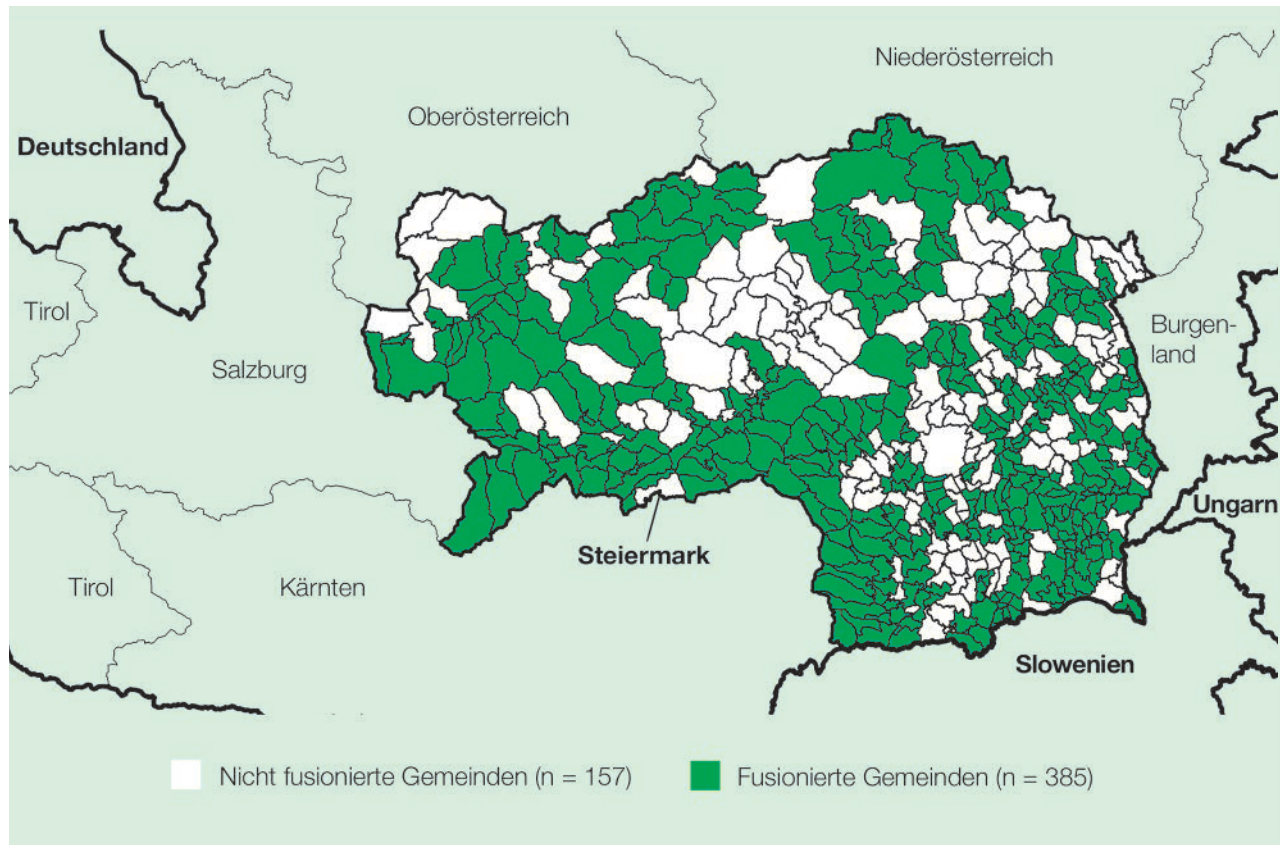 Niederösterreich
Oberösterreich
Deutschland
Tirol
Salzburg
Burgen-
land
Ungarn
Steiermark
Tirol
Kärnten
Slowenien
Nicht fusionierte Gemeinden (n = 157)
Fusionierte Gemeinden (n = 385)